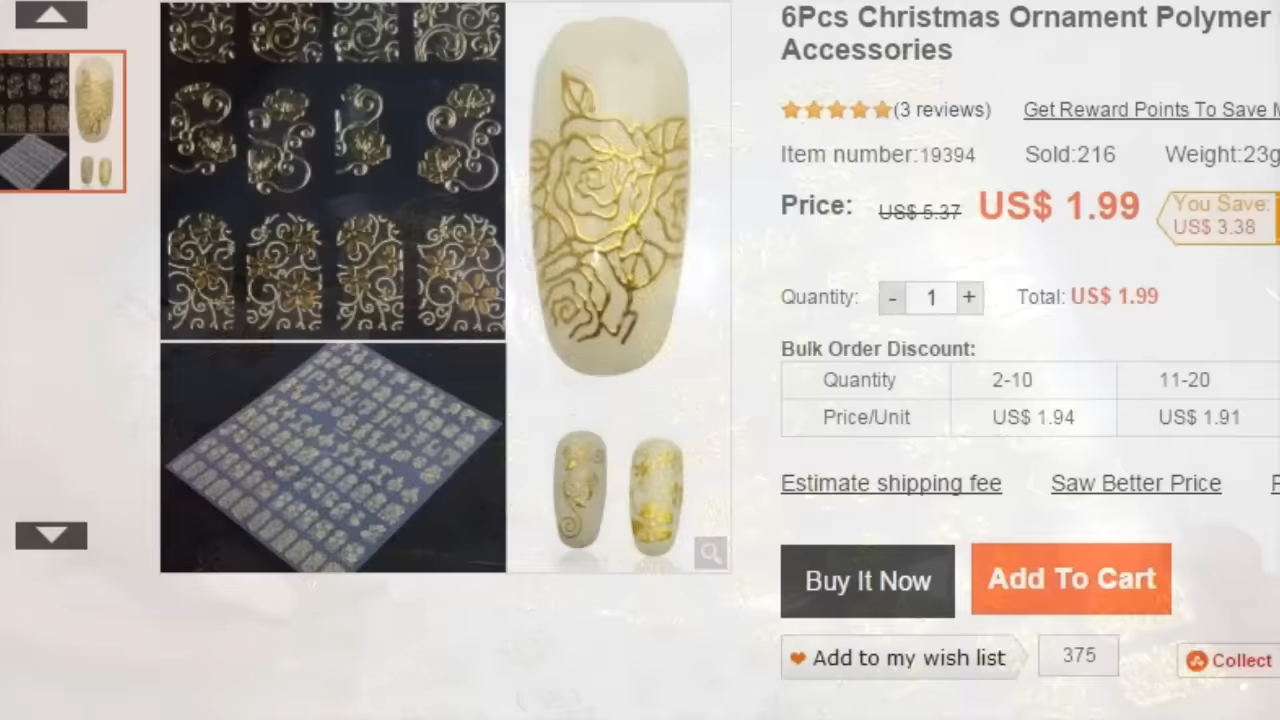 6Pcs Christmas Ornament Polymer
Accessories
(3 reviews) Get Reward Points To Save
Item number:19394 Sold:216 Weight:23g
Price: US$ 5.37 US$ 1.99 You Save:
US$ 3.38
Quantity: - 1 + Total: US$ 1.99
Bulk Order Discount:
Quantity 2-10 11-20
Price/Unit US$ 1.94 US$ 1.91
Estimate shipping fee Saw Better Price
Buy It Now Add To Cart
Add to my wish list 375 Collect